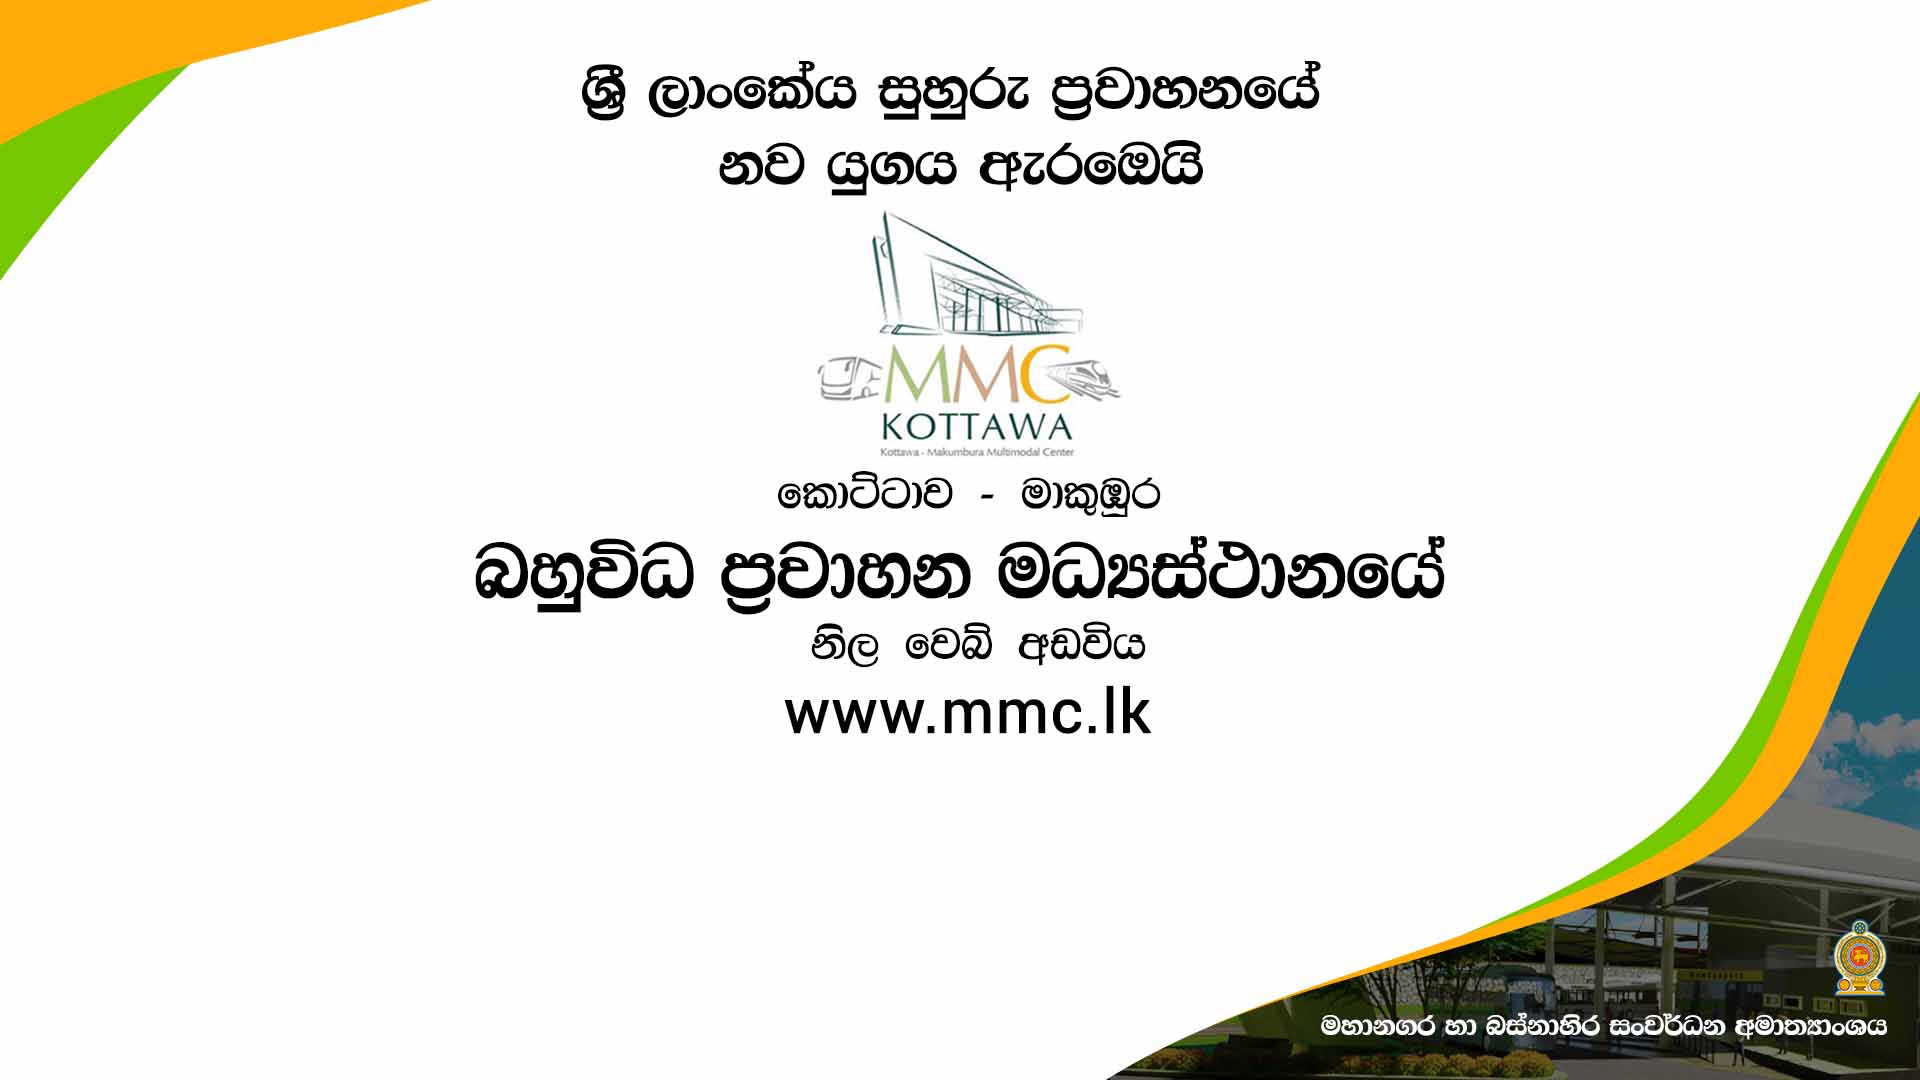 ශ්‍රී ලාංකේය සුහුරු ප්‍රවාහනයේ
නව යුගය ඇරඹෙයි
MMC
KOTTAWA
Kottawa - Makumbura Multimodal Center
කොට්ටාව - මාකුඹුර
බහුවිධ ප්‍රවාහන මධ්‍යස්ථානයේ
නිල වෙබ් අඩවිය
www.mmc.lk
මහානගර හා බස්නාහිර සංවර්ධන අමාත්‍යාංශය